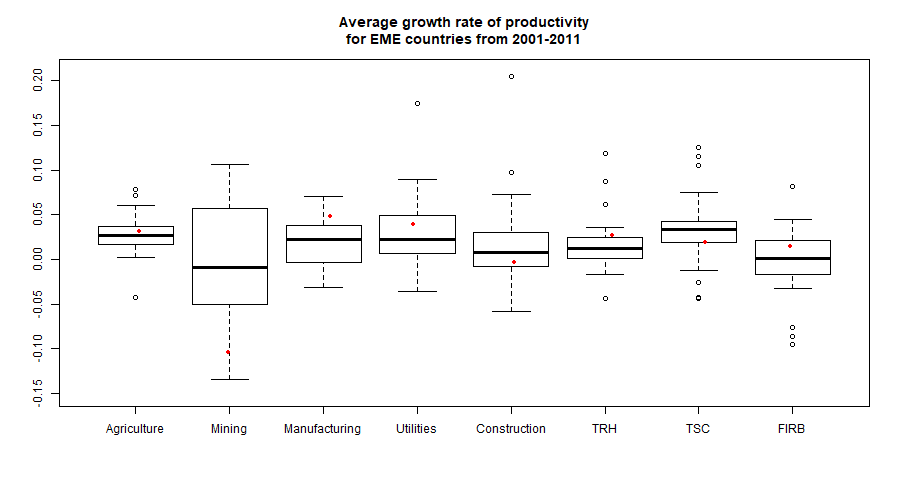 Average growth rate of productivity
for EME countries from 2001-2011
0.20
0.15
0.10
0.05
0.00
-0.05
-0.10
-0.15
Agriculture Mining Manufacturing Utilities Construction TRH TSC FIRB